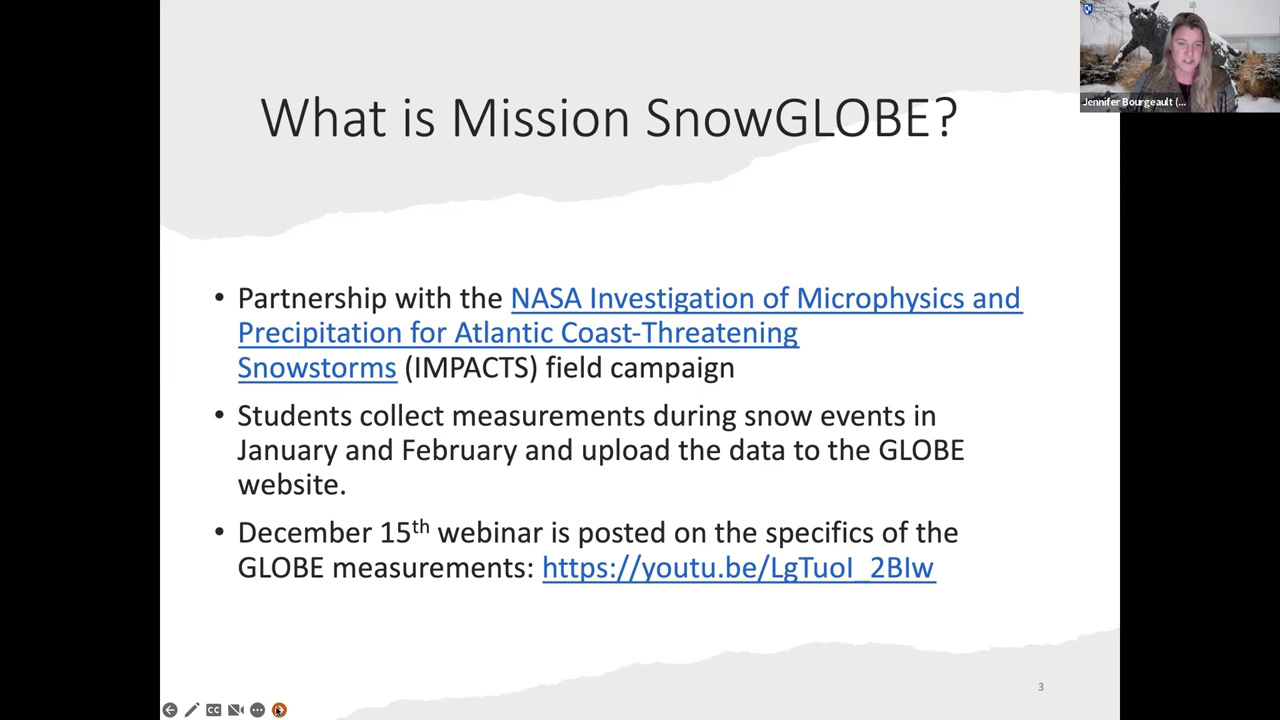 What is Mission SnowGLOBE?
Jennifer Bourgeault (...
• Partnership with the NASA Investigation of Microphysics and
Precipitation for Atlantic Coast-Threatening
Snowstorms (IMPACTS) field campaign
• Students collect measurements during snow events in
January and February and upload the data to the GLOBE
website.
• December 15th webinar is posted on the specifics of the
GLOBE measurements: https://youtu.be/LgTuoI_2BIw
3
CC